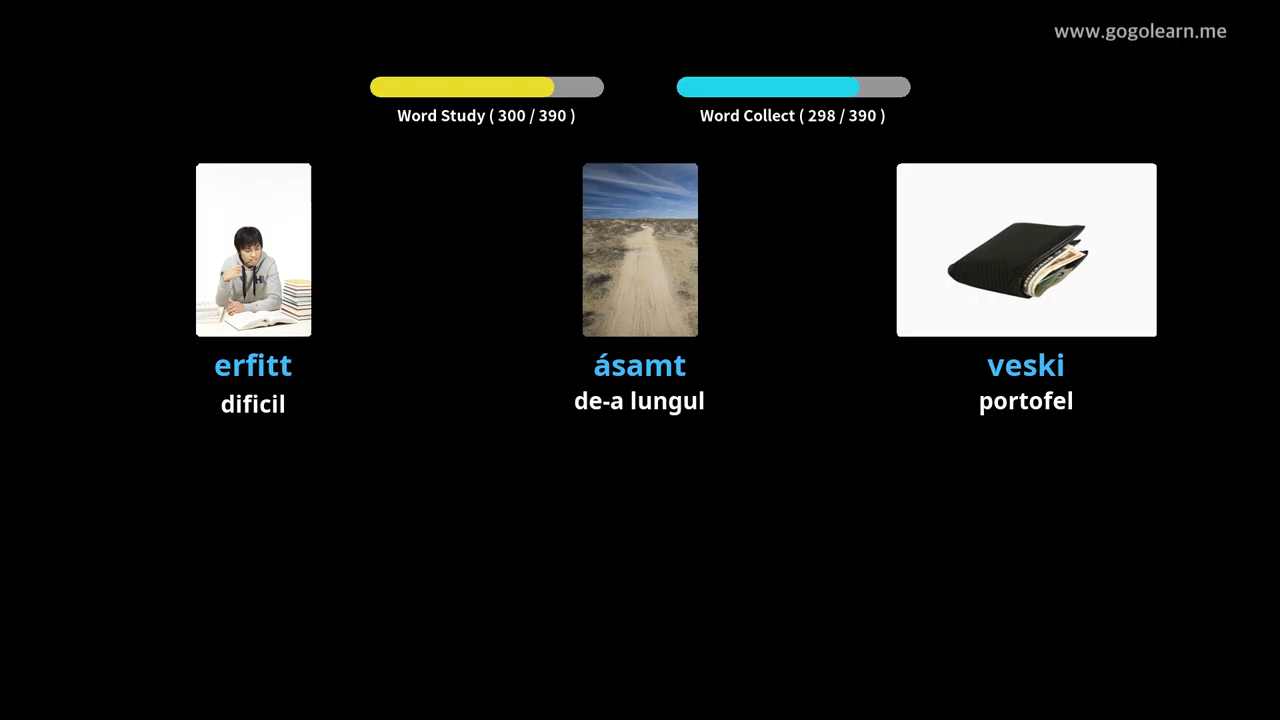 www.gogolearn.me
Word Study ( 300 / 390 )
Word Collect ( 298 / 390 )
erfitt
dificil
ásamt
de-a lungul
veski
portofel